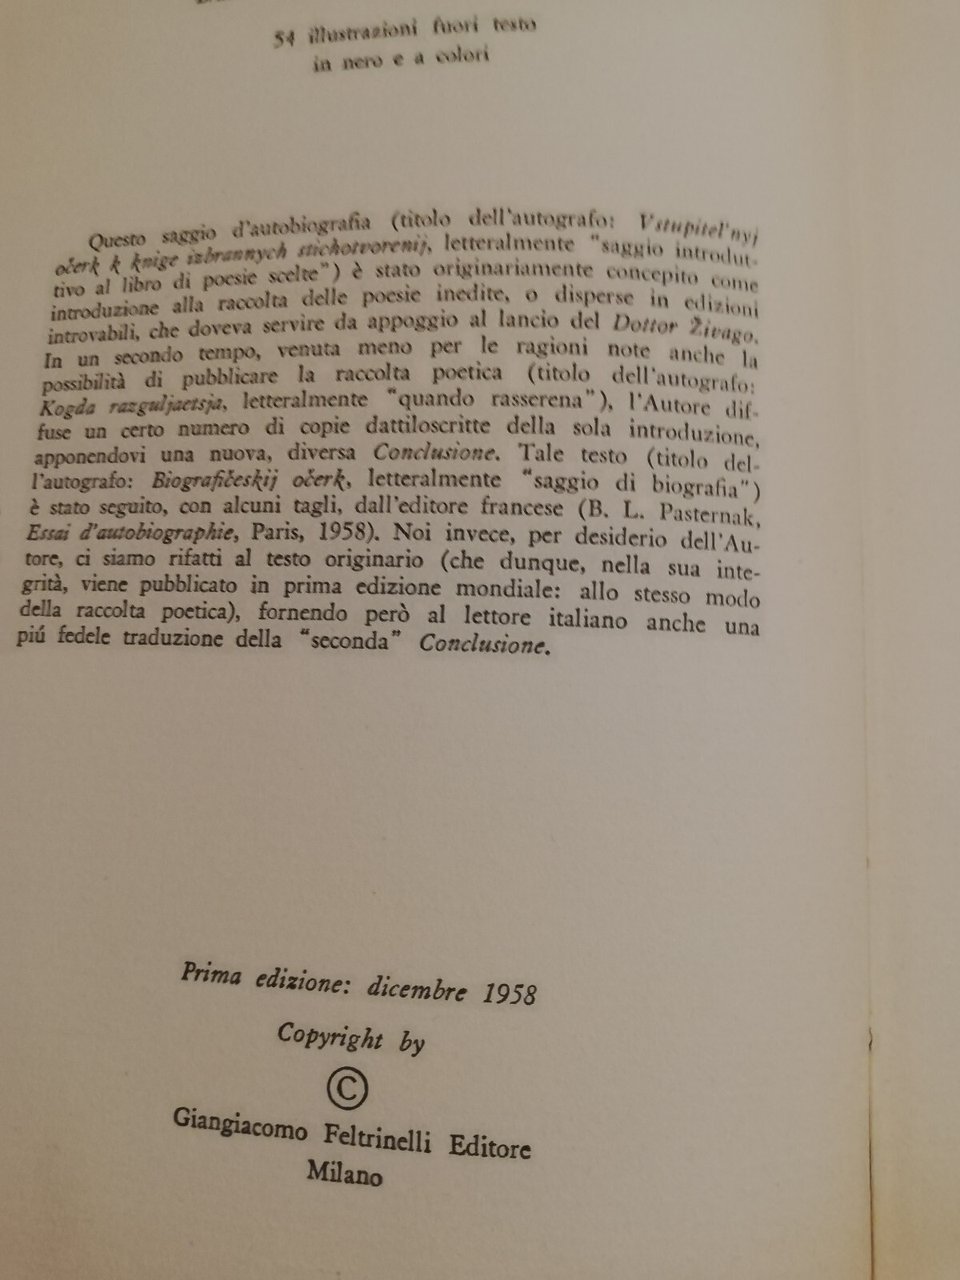 54 illustrazioni fuori testo
in nero e a colori
Questo saggio d'autobiografia (titolo dell'autografo: Vstupitel'nyj
očerk k knige izbrannych stichotvorenij, letteralmente "saggio introdut-
tivo al libro di poesie scelte") è stato originariamente concepito come
introduzione alla raccolta delle poesie inedite, o disperse in edizioni
introvabili, che doveva servire da appoggio al lancio del Dottor Živago.
In un secondo tempo, venuta meno per le ragioni note anche la
possibilità di pubblicare la raccolta poetica (titolo dell'autografo:
Kogda razguljaetsja, letteralmente "quando rasserena"), l'Autore dif-
fuse un certo numero di copie dattiloscritte della sola introduzione,
apponendovi una nuova, diversa Conclusione. Tale testo (titolo del-
l'autografo: Biografičeskij očerk, letteralmente "saggio di biografia")
è stato seguito, con alcuni tagli, dall'editore francese (B. L. Pasternak,
Essai d'autobiographie, Paris, 1958). Noi invece, per desiderio dell'Au-
tore, ci siamo rifatti al testo originario (che dunque, nella sua inte-
grità, viene pubblicato in prima edizione mondiale: allo stesso modo
della raccolta poetica), fornendo però al lettore italiano anche una
piú fedele traduzione della "seconda" Conclusione.
Prima edizione: dicembre 1958
Copyright by
©
Giangiacomo Feltrinelli Editore
Milano